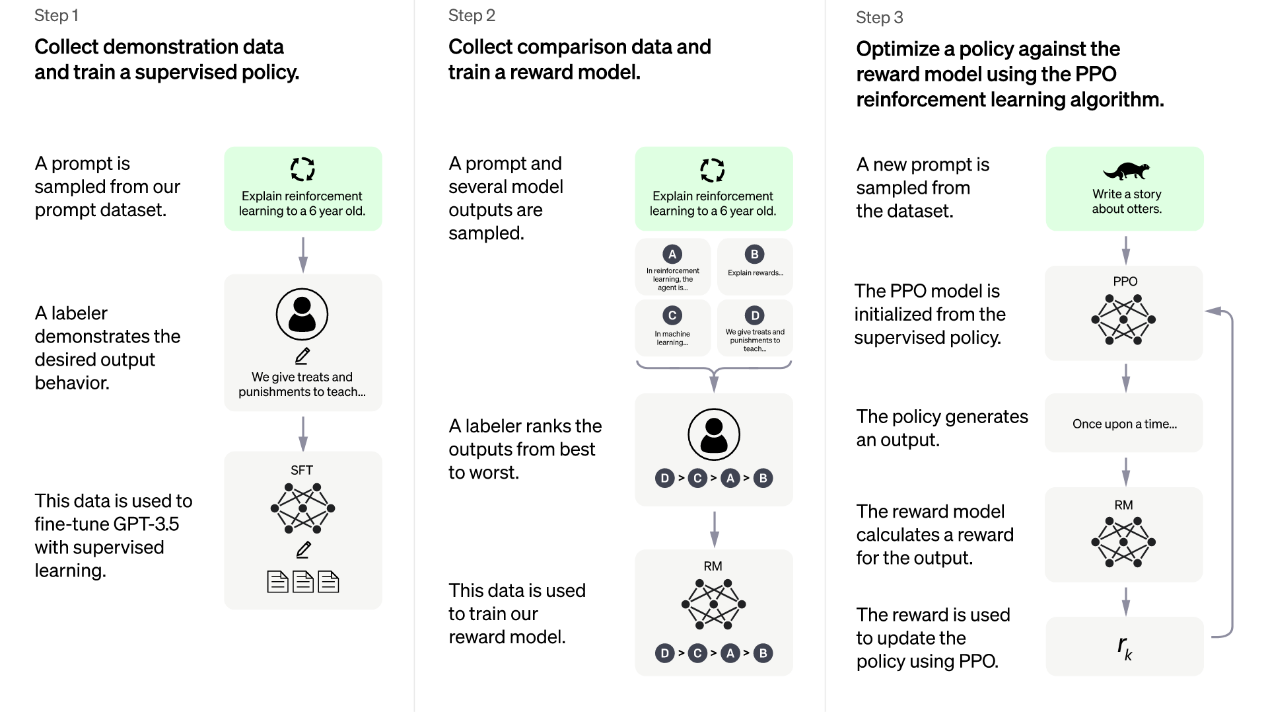 Step 1
Collect demonstration data
and train a supervised policy.
A prompt is
sampled from our
prompt dataset.
Explain reinforcement
learning to a 6 year old.
A labeler
demonstrates the
desired output
behavior.
We give treats and
punishments to teach...
This data is used to
fine-tune GPT-3.5
with supervised
learning.
SFT
Step 2
Collect comparison data and
train a reward model.
A prompt and
several model
outputs are
sampled.
Explain reinforcement
learning to a 6 year old.
A
In reinforcement
learning, the
agent is...
B
Explain rewards...
C
In machine
learning...
D
We give treats and
punishments to
teach...
A labeler ranks the
outputs from best
to worst.
D > C > A > B
This data is used
to train our
reward model.
RM
D > C > A > B
Step 3
Optimize a policy against the
reward model using the PPO
reinforcement learning algorithm.
A new prompt is
sampled from
the dataset.
Write a story
about otters.
The PPO model is
initialized from the
supervised policy.
PPO
The policy generates
an output.
Once upon a time...
The reward model
calculates a reward
for the output.
RM
The reward is used
to update the
policy using PPO.
rk